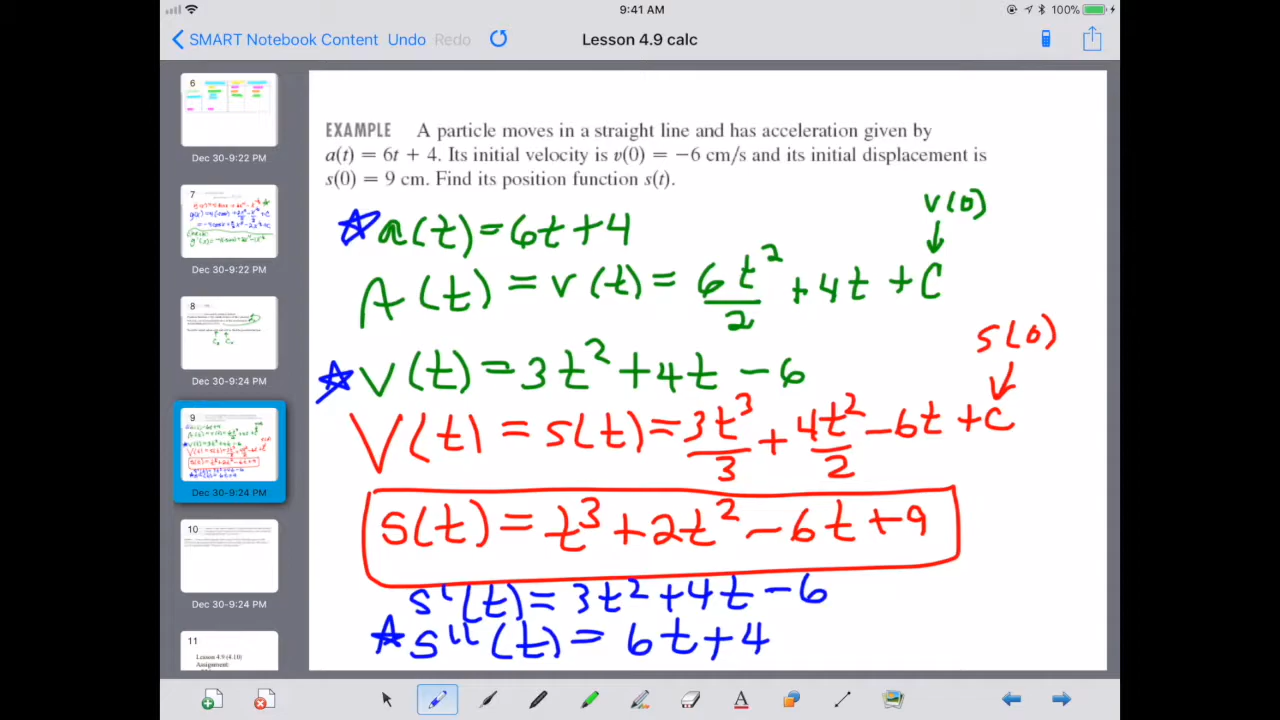 9:41 AM
100%
SMART Notebook Content Undo Redo
Lesson 4.9 calc
6
Dec 30-9:22 PM
7
Dec 30-9:22 PM
8
Dec 30-9:24 PM
9
Dec 30-9:24 PM
10
Dec 30-9:24 PM
11
Lesson 4.9 (4.10)
Assignment:
EXAMPLE A particle moves in a straight line and has acceleration given by
a(t) = 6t + 4. Its initial velocity is v(0) = −6 cm/s and its initial displacement is
s(0) = 9 cm. Find its position function s(t).
v(0)
a(t)=6t+4
A(t)=v(t)=6t²/2+4t+C
s(0)
v(t)=3t²+4t-6
V(t)=s(t)=3t³/3+4t²/2-6t+C
s(t)=t³+2t²-6t+9
s'(t)=3t²+4t-6
s''(t)=6t+4
A